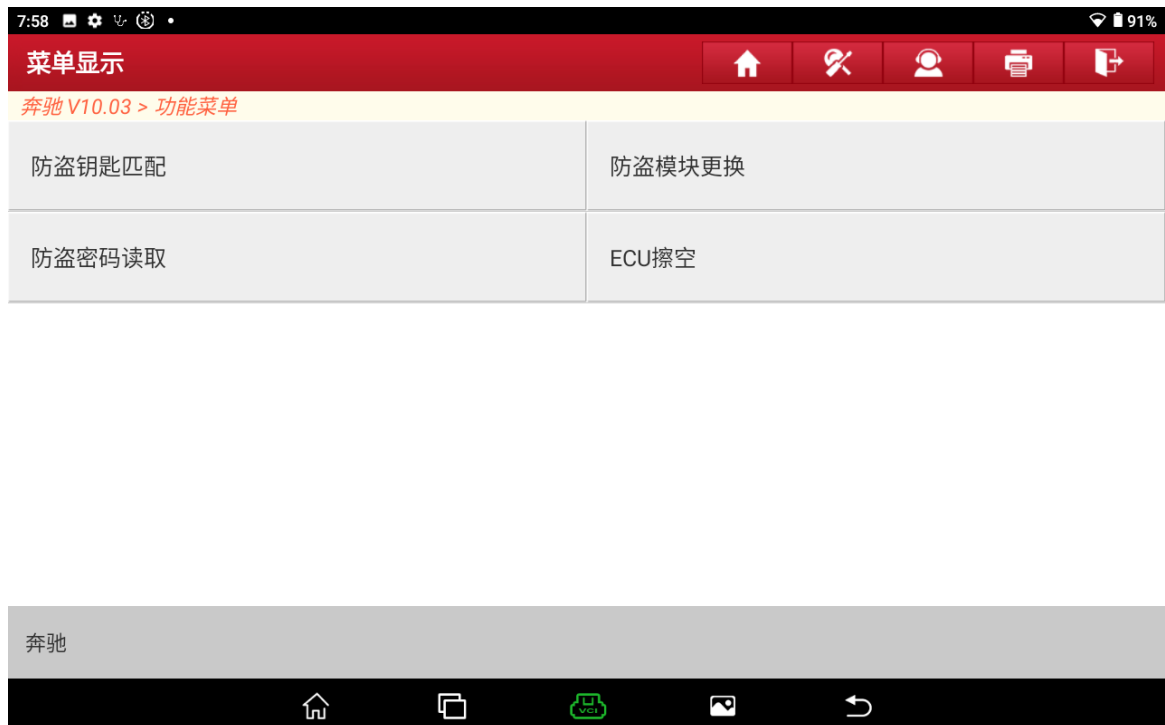 7:58
91%
菜单显示
奔驰 V10.03 > 功能菜单
防盗钥匙匹配
防盗模块更换
防盗密码读取
ECU擦空
奔驰
VCI